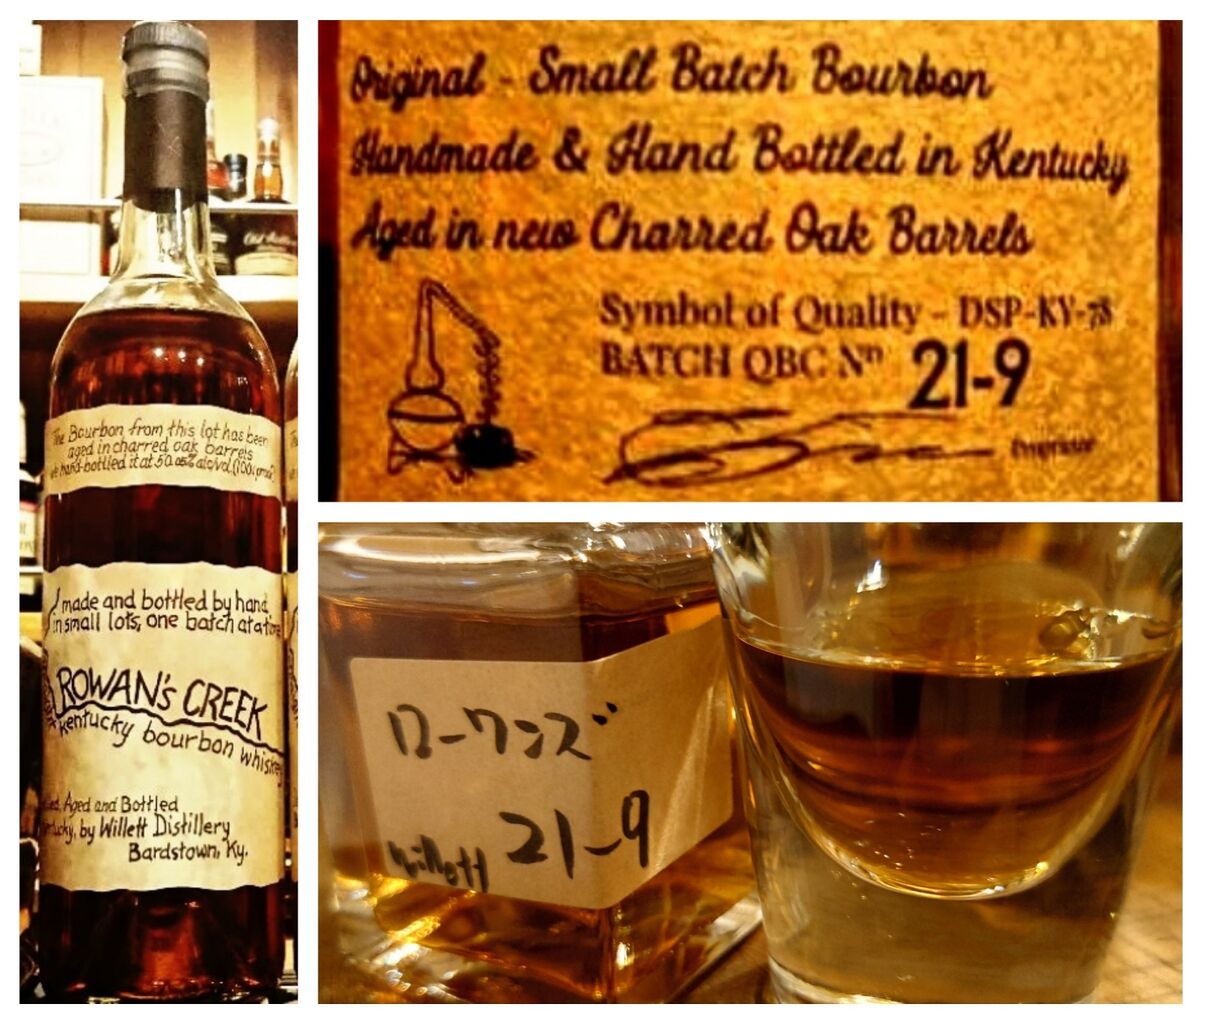 The Bourbon from this lot has been
aged in charred oak barrels
we hand-bottled it at 50.05% alc/vol. (100.1 proof)
made and bottled by hand
in small lots, one batch at a time
ROWAN's CREEK
Kentucky bourbon whiskey
Aged and Bottled
by Willett Distillery
Bardstown, Ky.
Original - Small Batch Bourbon
Handmade & Hand Bottled in Kentucky
Aged in new Charred Oak Barrels
Symbol of Quality - DSP-KY-78
BATCH QBC Nº 21-9
ローワンズ
Willett 21-9